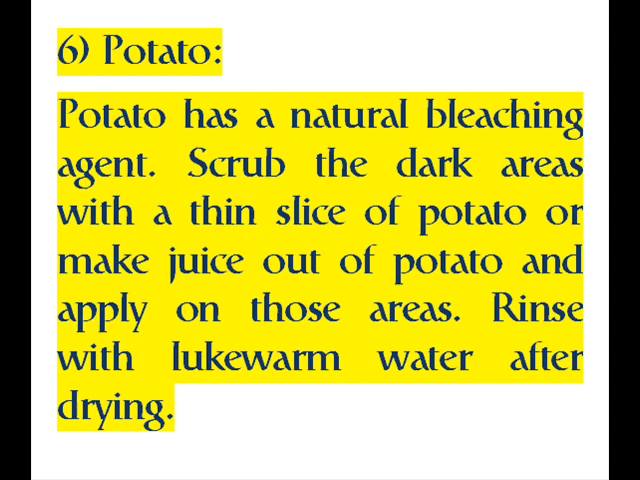 6) Potato:
Potato has a natural bleaching
agent. Scrub the dark areas
with a thin slice of potato or
make juice out of potato and
apply on those areas. Rinse
with lukewarm water after
drying.